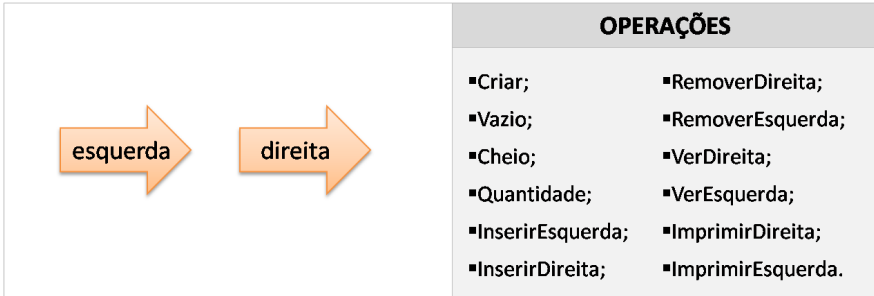 esquerda
direita
OPERAÇÕES
▪Criar;
▪Vazio;
▪Cheio;
▪Quantidade;
▪InserirEsquerda;
▪InserirDireita;
▪RemoverDireita;
▪RemoverEsquerda;
▪VerDireita;
▪VerEsquerda;
▪ImprimirDireita;
▪ImprimirEsquerda.